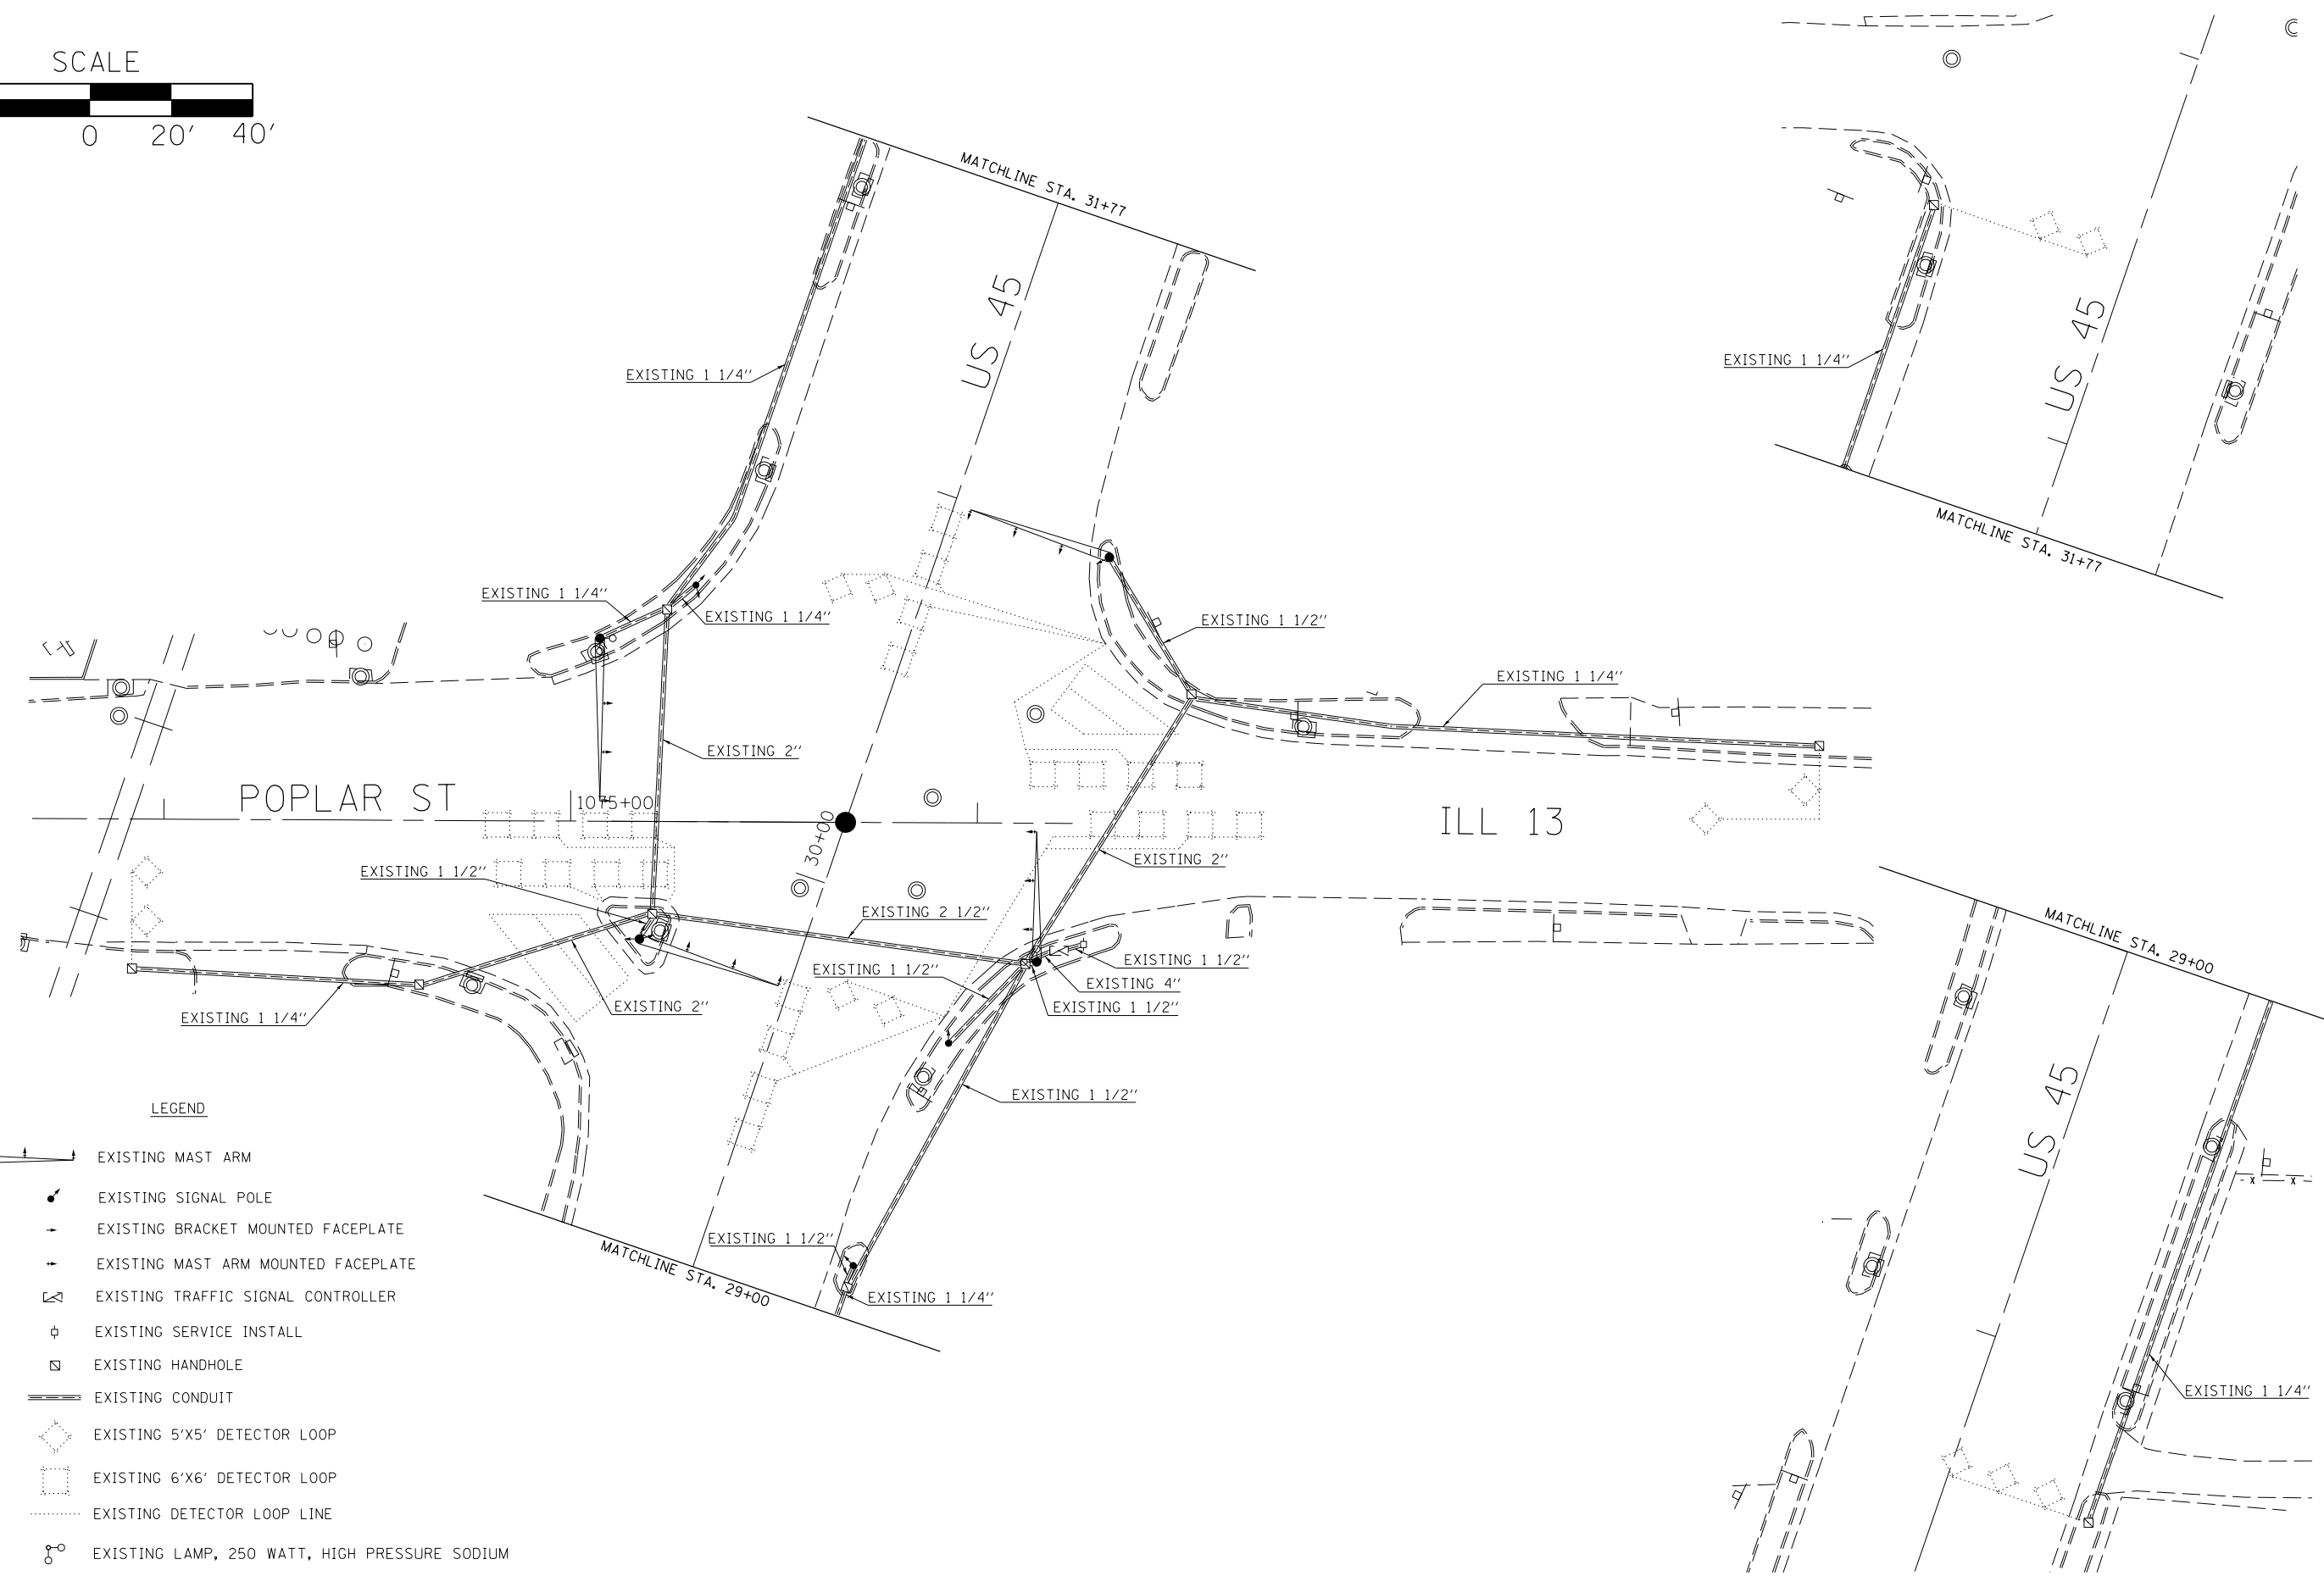 SCALE
0 20' 40'
MATCHLINE STA. 31+77
US 45
EXISTING 1 1/4"
US 45
EXISTING 1 1/4"
MATCHLINE STA. 31+77
EXISTING 1 1/4"
EXISTING 1 1/4"
EXISTING 1 1/2"
EXISTING 1 1/4"
EXISTING 2"
POPLAR ST
1075+00
30+00
ILL 13
EXISTING 2"
EXISTING 1 1/2"
EXISTING 2 1/2"
MATCHLINE STA. 29+00
EXISTING 1 1/2"
EXISTING 1 1/2"
EXISTING 4"
EXISTING 2"
EXISTING 1 1/2"
EXISTING 1 1/4"
US 45
EXISTING 1 1/2"
EXISTING 1 1/2"
MATCHLINE STA. 29+00
EXISTING 1 1/4"
EXISTING 1 1/4"
X X
LEGEND
EXISTING MAST ARM
EXISTING SIGNAL POLE
EXISTING BRACKET MOUNTED FACEPLATE
EXISTING MAST ARM MOUNTED FACEPLATE
EXISTING TRAFFIC SIGNAL CONTROLLER
EXISTING SERVICE INSTALL
EXISTING HANDHOLE
EXISTING CONDUIT
EXISTING 5'X5' DETECTOR LOOP
EXISTING 6'X6' DETECTOR LOOP
EXISTING DETECTOR LOOP LINE
EXISTING LAMP, 250 WATT, HIGH PRESSURE SODIUM